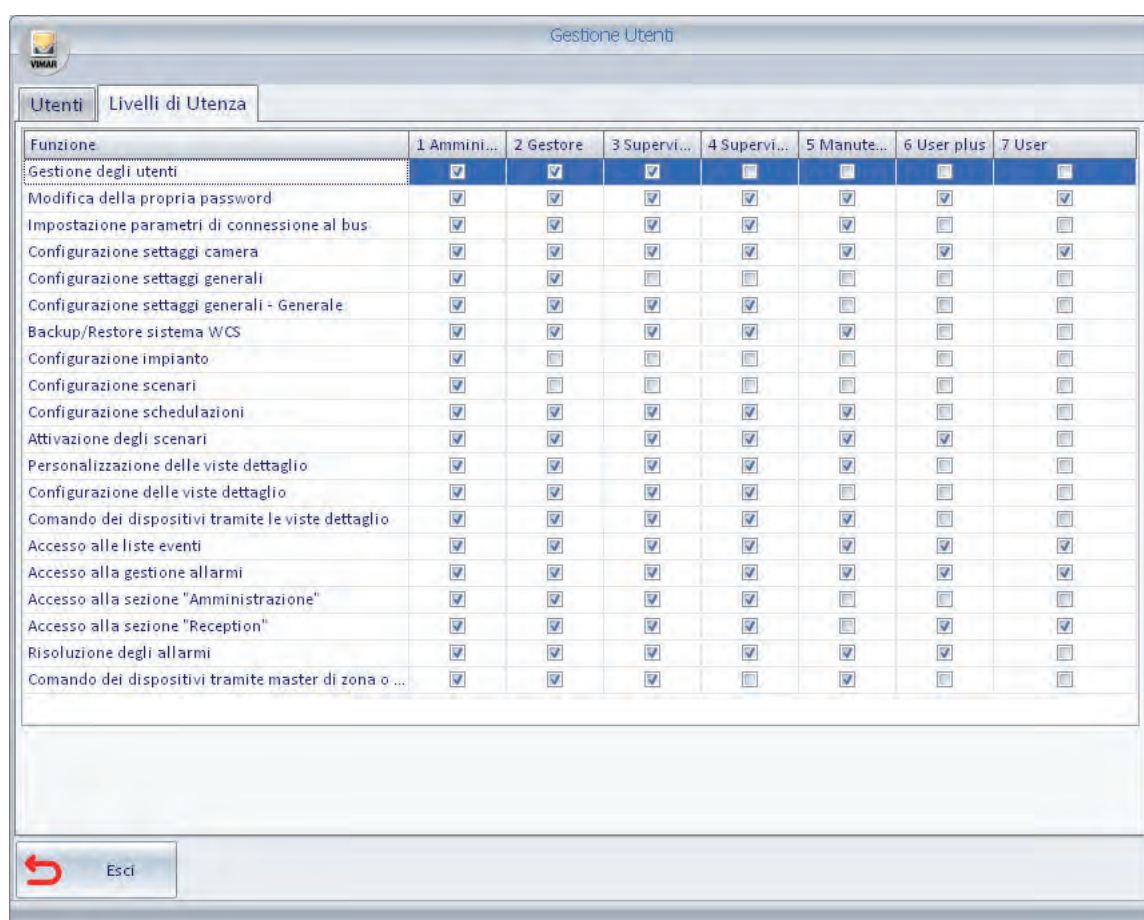 Gestione Utenti
VIMAR
Utenti Livelli di Utenza
Funzione 1 Ammini... 2 Gestore 3 Supervi... 4 Supervi... 5 Manute... 6 User plus 7 User
Gestione degli utenti
Modifica della propria password
Impostazione parametri di connessione al bus
Configurazione settaggi camera
Configurazione settaggi generali
Configurazione settaggi generali - Generale
Backup/Restore sistema WCS
Configurazione impianto
Configurazione scenari
Configurazione schedulazioni
Attivazione degli scenari
Personalizzazione delle viste dettaglio
Configurazione delle viste dettaglio
Comando dei dispositivi tramite le viste dettaglio
Accesso alle liste eventi
Accesso alla gestione allarmi
Accesso alla sezione "Amministrazione"
Accesso alla sezione "Reception"
Risoluzione degli allarmi
Comando dei dispositivi tramite master di zona o ...
Esci